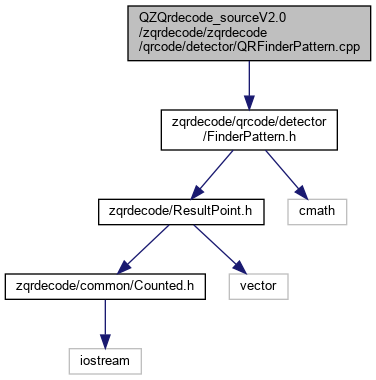 QZQrdecode_sourceV2.0
/zqrdecode/zqrdecode
/qrcode/detector/QRFinderPattern.cpp
zqrdecode/qrcode/detector
/FinderPattern.h
zqrdecode/ResultPoint.h
cmath
zqrdecode/common/Counted.h
vector
iostream